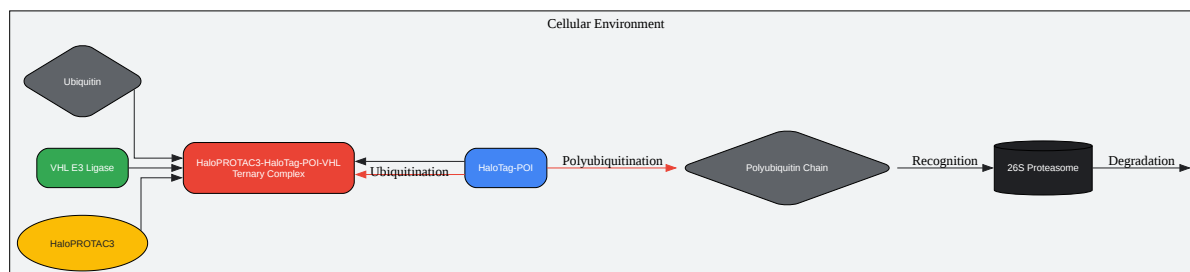 Cellular Environment
Ubiquitin
VHL E3 Ligase
HaloPROTAC3
HaloPROTAC3-HaloTag-POI-VHL
Ternary Complex
Ubiquitination
HaloTag-POI
Polyubiquitination
Polyubiquitin Chain
Recognition
26S Proteasome
Degradation